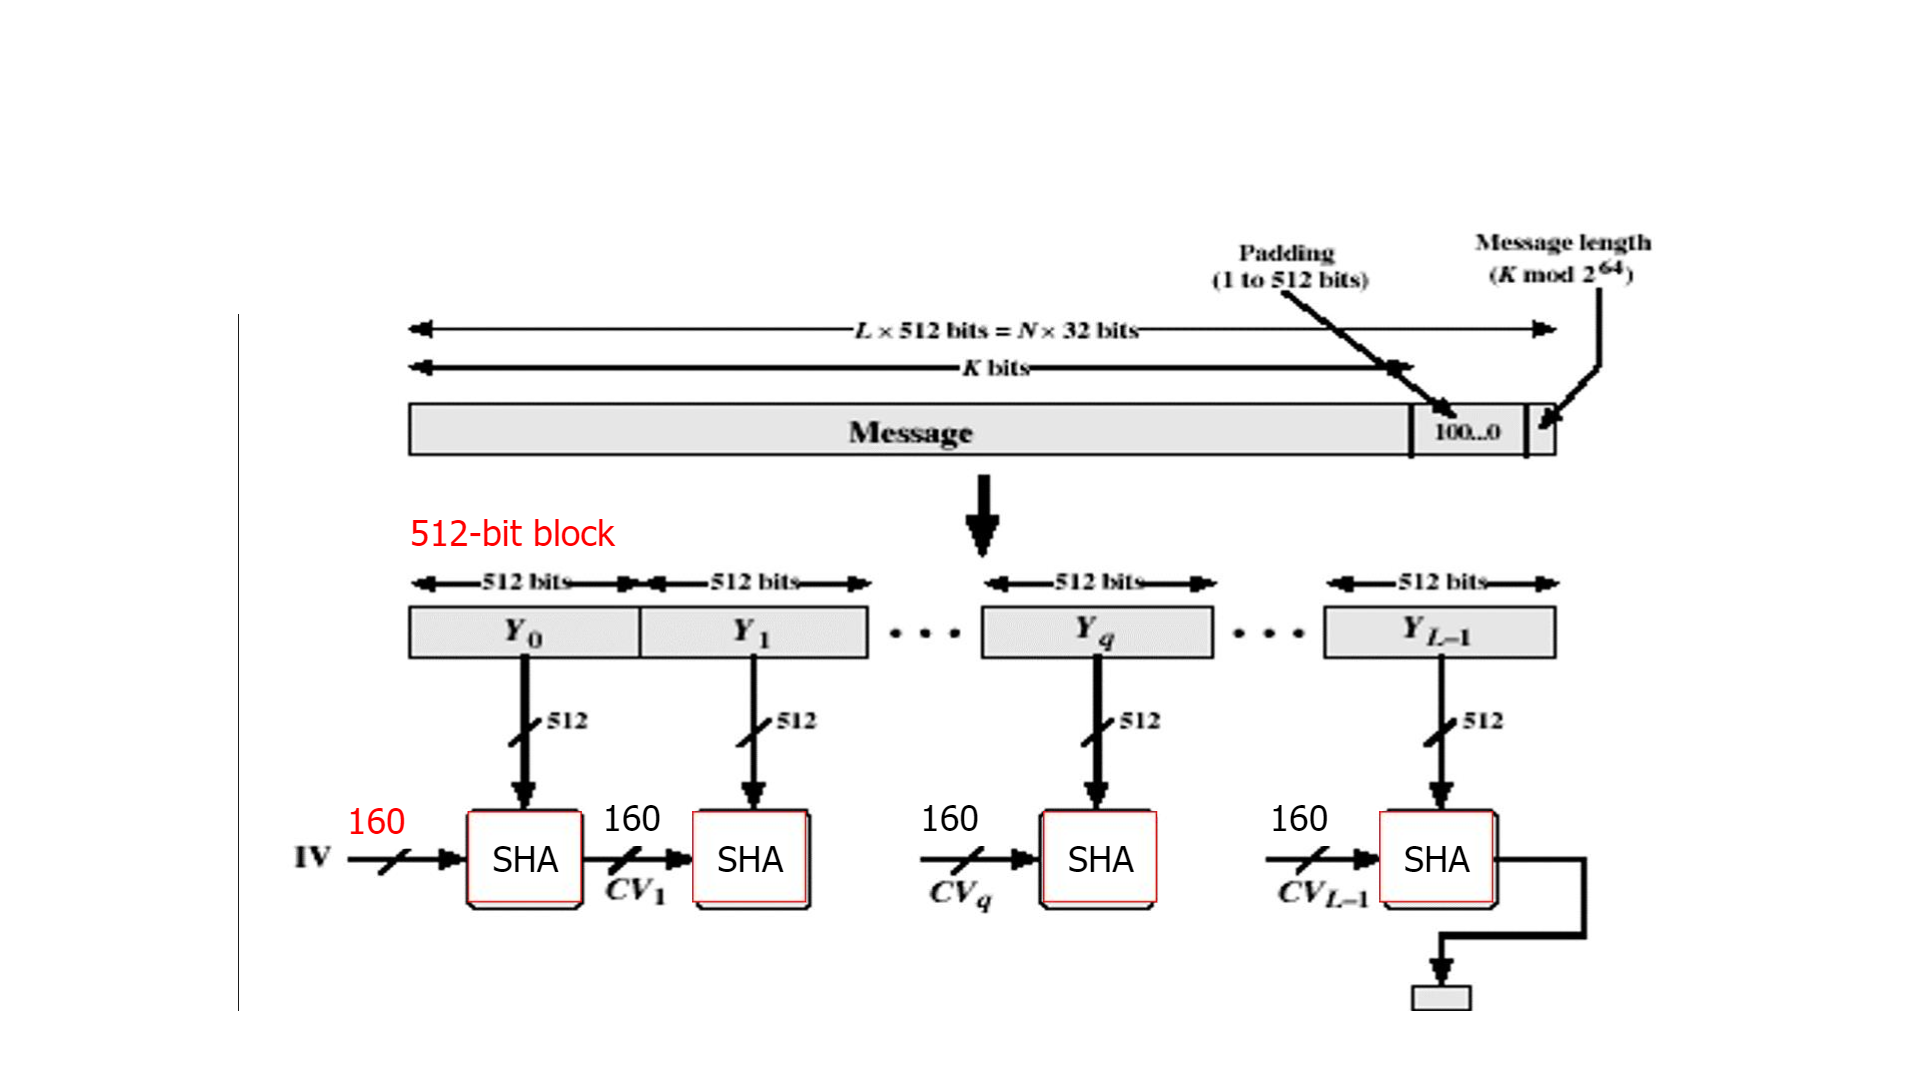 Padding
(1 to 512 bits)
Message length
(K mod 2^64)
L × 512 bits = N × 32 bits
K bits
Message
100...0
512-bit block
512 bits
512 bits
512 bits
512 bits
Y0
Y1
• • •
Yq
• • •
YL–1
512
512
512
512
160
160
160
160
IV
SHA
SHA
SHA
SHA
CV1
CVq
CVL–1